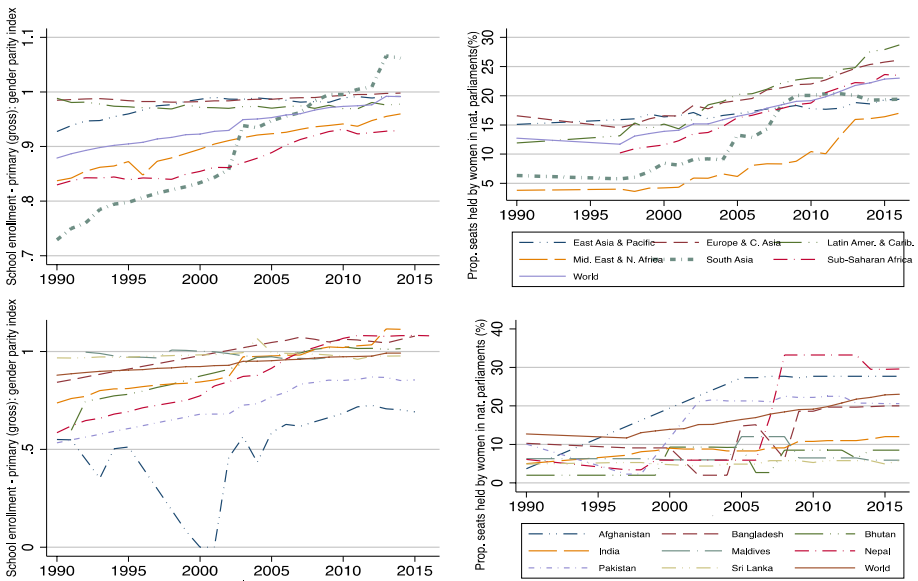 School enrollment - primary (gross): gender parity index
1.1
1
.9
.8
.7
1990 1995 2000 2005 2010 2015
Prop. seats held by women in nat. parliaments(%)
30
25
20
15
10
5
1990 1995 2000 2005 2010 2015
East Asia & Pacific Europe & C. Asia Latin Amer. & Carib.
Mid. East & N. Africa South Asia Sub-Saharan Africa
World
School enrollment - primary (gross): gender parity index
1
.5
0
1990 1995 2000 2005 2010 2015
Prop. seats held by women in nat. parliaments (%)
40
30
20
10
0
1990 1995 2000 2005 2010 2015
Afghanistan Bangladesh Bhutan
India Maldives Nepal
Pakistan Sri Lanka World